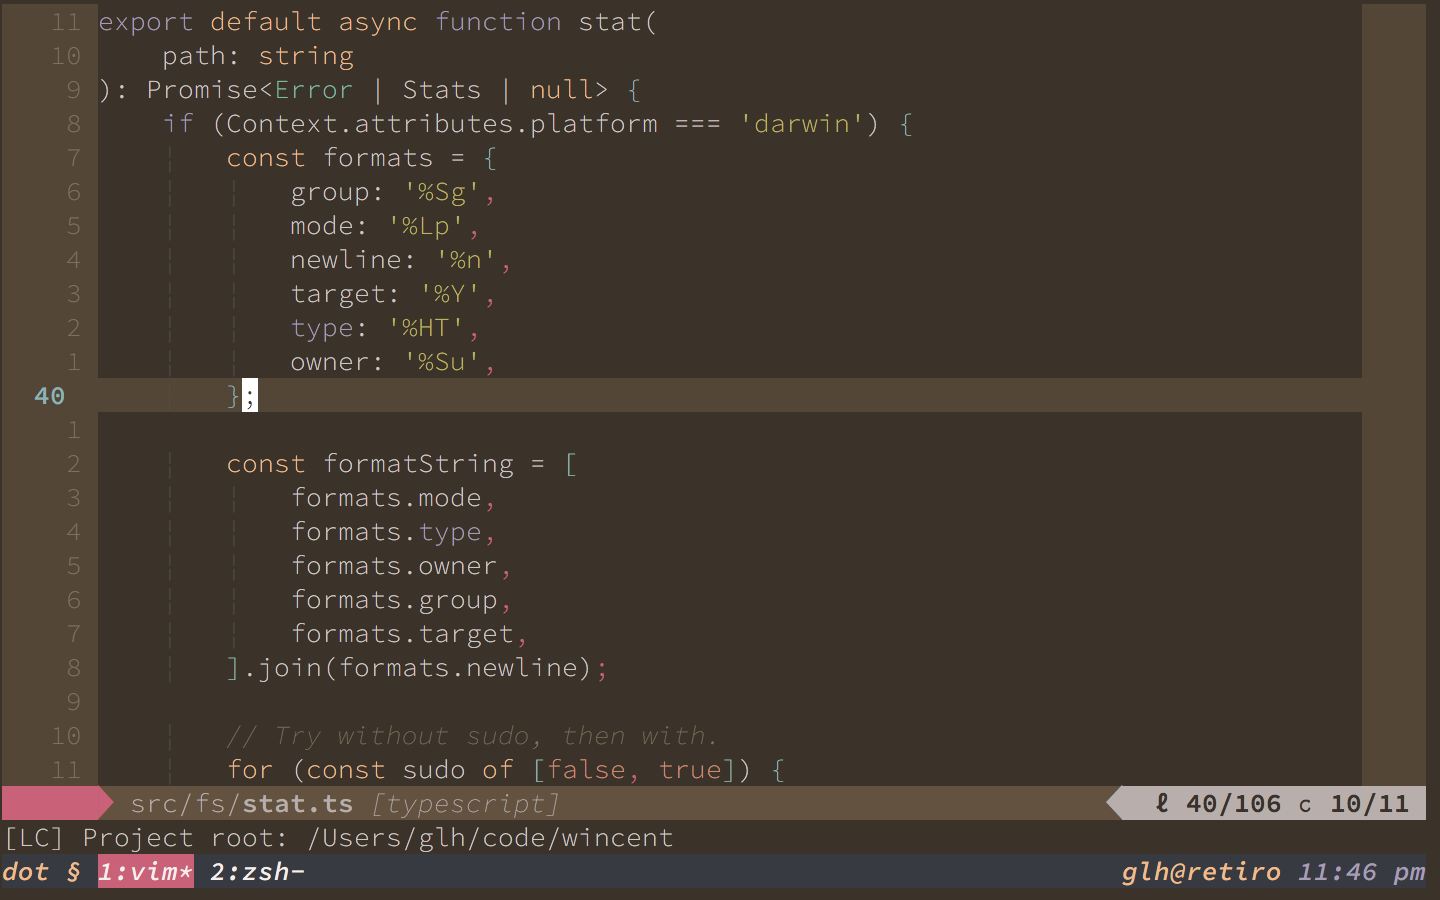 11 export default async function stat(
10     path: string
9 ): Promise<Error | Stats | null> {
8     if (Context.attributes.platform === 'darwin') {
7         const formats = {
6             group: '%Sg',
5             mode: '%Lp',
4             newline: '%n',
3             target: '%Y',
2             type: '%HT',
1             owner: '%Su',
40         };
1
2         const formatString = [
3             formats.mode,
4             formats.type,
5             formats.owner,
6             formats.group,
7             formats.target,
8         ].join(formats.newline);
9
10         // Try without sudo, then with.
11         for (const sudo of [false, true]) {
src/fs/stat.ts [typescript] ℓ 40/106 c 10/11
[LC] Project root: /Users/glh/code/wincent
dot § 1:vim* 2:zsh- glh@retiro 11:46 pm